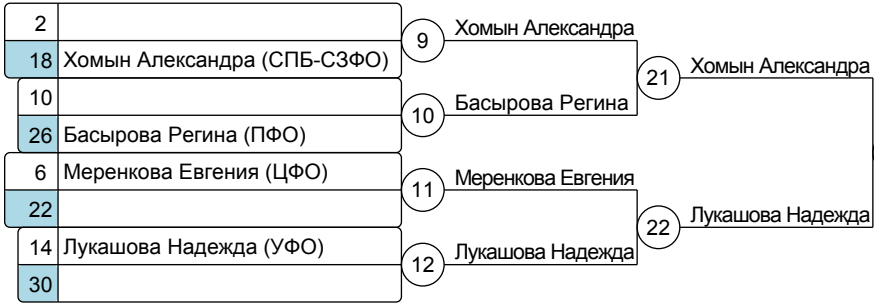 2
18 Хомын Александра (СПБ-СЗФО)
10
26 Басырова Регина (ПФО)
6 Меренкова Евгения (ЦФО)
22
14 Лукашова Надежда (УФО)
30
9 Хомын Александра
10 Басырова Регина
11 Меренкова Евгения
12 Лукашова Надежда
21 Хомын Александра
22 Лукашова Надежда